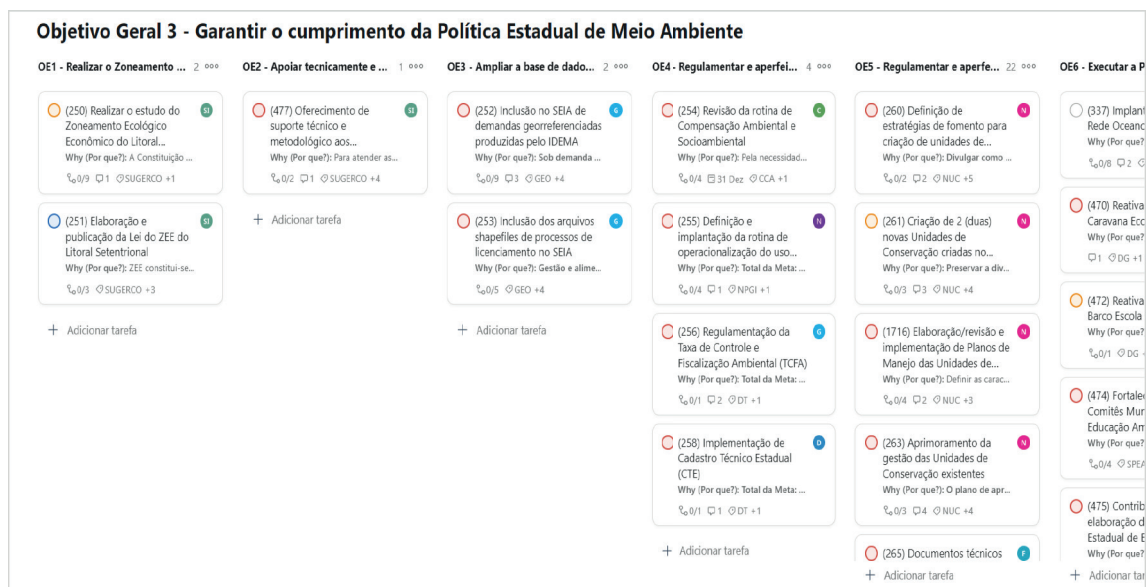 Objetivo Geral 3 - Garantir o cumprimento da Política Estadual de Meio Ambiente
OE1 - Realizar o Zoneamento ... 2
(250) Realizar o estudo do
Zoneamento Ecológico
Econômico do Litoral...
SI
Why (Por que?): A Constituição ...
0/9 1 SUGERCO +1
(251) Elaboração e
publicação da Lei do ZEE do
Litoral Setentrional
SI
Why (Por que?): ZEE constitui-se...
0/3 SUGERCO +3
+ Adicionar tarefa
OE2 - Apoiar tecnicamente e ... 1
(477) Oferecimento de
suporte técnico e
metodológico aos...
SI
Why (Por que?): Para atender as...
0/2 1 SUGERCO +4
+ Adicionar tarefa
OE3 - Ampliar a base de dado... 2
(252) Inclusão no SEIA de
demandas georreferenciadas
produzidas pelo IDEMA
G
Why (Por que?): Sob demanda ...
0/9 3 GEO +4
(253) Inclusão dos arquivos
shapefiles de processos de
licenciamento no SEIA
G
Why (Por que?): Gestão e alime...
0/5 GEO +4
+ Adicionar tarefa
OE4 - Regulamentar e aperfei... 4
(254) Revisão da rotina de
Compensação Ambiental e
Socioambiental
C
Why (Por que?): Pela necessidad...
0/4 31 Dez CCA +1
(255) Definição e
implantação da rotina de
operacionalização do uso...
N
Why (Por que?): Total da Meta: ...
0/4 1 NPGI +1
(256) Regulamentação da
Taxa de Controle e
Fiscalização Ambiental (TCFA)
G
Why (Por que?): Total da Meta: ...
0/1 2 DT +1
(258) Implementação de
Cadastro Técnico Estadual
(CTE)
D
Why (Por que?): Total da Meta: ...
0/1 1 DT +1
+ Adicionar tarefa
OE5 - Regulamentar e aperfe... 22
(260) Definição de
estratégias de fomento para
criação de unidades de...
N
Why (Por que?): Divulgar como ...
0/2 2 NUC +5
(261) Criação de 2 (duas)
novas Unidades de
Conservação criadas no...
N
Why (Por que?): Preservar a div...
0/3 3 NUC +4
(1716) Elaboração/revisão e
implementação de Planos de
Manejo das Unidades de...
N
Why (Por que?): Definir as carac...
0/4 2 NUC +3
(263) Aprimoramento da
gestão das Unidades de
Conservação existentes
N
Why (Por que?): O plano de apr...
0/3 4 NUC +4
(265) Documentos técnicos
F
+ Adicionar tarefa
OE6 - Executar a P
(337) Implant
Rede Oceano
Why (Por que?
0/8 2
(470) Reativa
Caravana Eco
Why (Por que?
1 DG +1
(472) Reativa
Barco Escola
Why (Por que?
0/1 DG
(474) Fortalec
Comitês Mun
Educação Am
Why (Por que?
0/4 SPEA
(475) Contrib
elaboração d
Estadual de E
Why (Por que?
+ Adicionar tar